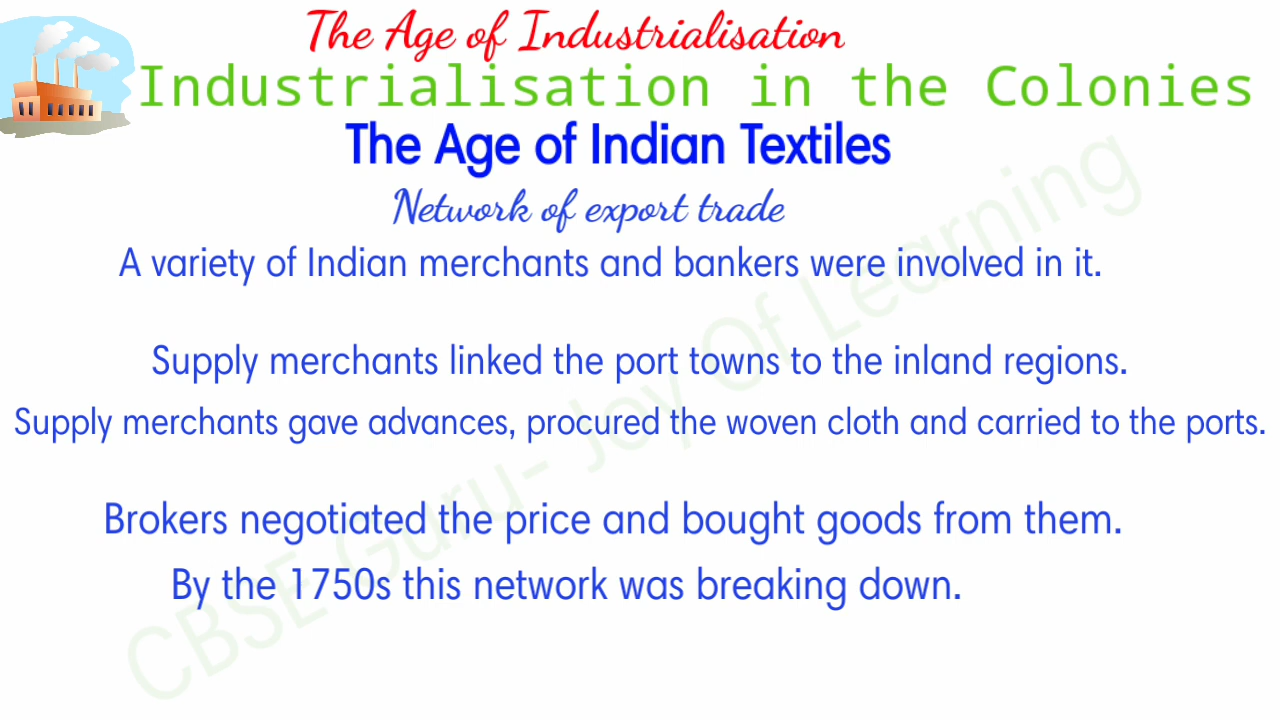 The Age of Industrialisation
Industrialisation in the Colonies
The Age of Indian Textiles
Network of export trade
A variety of Indian merchants and bankers were involved in it.
Supply merchants linked the port towns to the inland regions.
Supply merchants gave advances, procured the woven cloth and carried to the ports.
Brokers negotiated the price and bought goods from them.
By the 1750s this network was breaking down.
CBSE Guru- Joy Of Learning